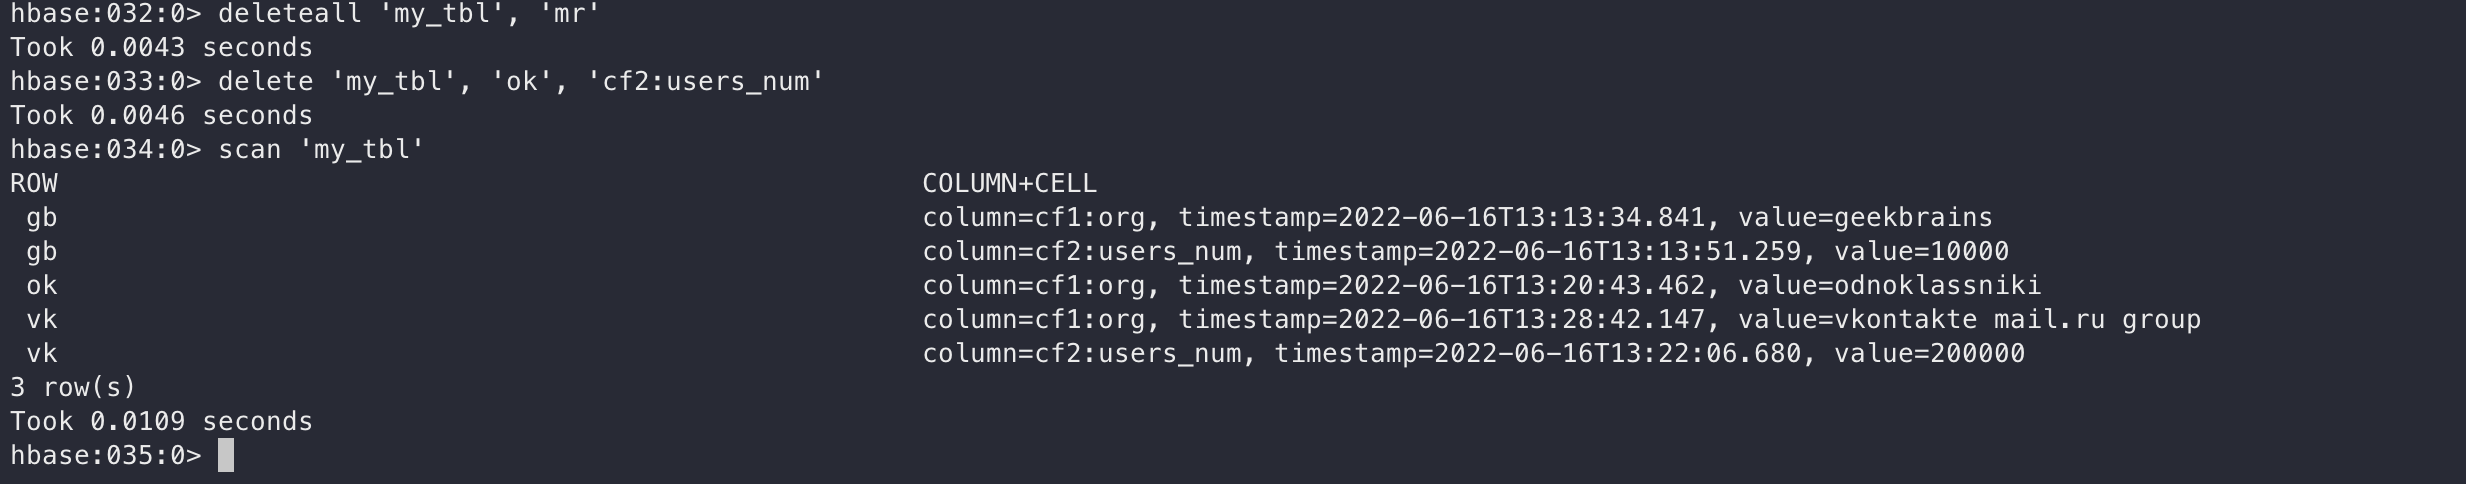 hbase:032:0> deleteall 'my_tbl', 'mr'
Took 0.0043 seconds
hbase:033:0> delete 'my_tbl', 'ok', 'cf2:users_num'
Took 0.0046 seconds
hbase:034:0> scan 'my_tbl'
ROW COLUMN+CELL
gb column=cf1:org, timestamp=2022-06-16T13:13:34.841, value=geekbrains
gb column=cf2:users_num, timestamp=2022-06-16T13:13:51.259, value=10000
ok column=cf1:org, timestamp=2022-06-16T13:20:43.462, value=odnoklassniki
vk column=cf1:org, timestamp=2022-06-16T13:28:42.147, value=vkontakte mail.ru group
vk column=cf2:users_num, timestamp=2022-06-16T13:22:06.680, value=200000
3 row(s)
Took 0.0109 seconds
hbase:035:0>